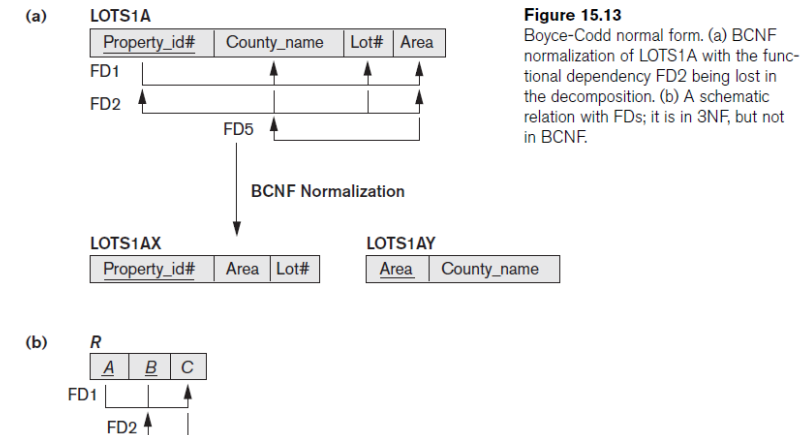 (a)
LOTS1A
Property_id# County_name Lot# Area
FD1
FD2
FD5
BCNF Normalization
LOTS1AX
Property_id# Area Lot#
LOTS1AY
Area County_name
Figure 15.13
Boyce-Codd normal form. (a) BCNF
normalization of LOTS1A with the func-
tional dependency FD2 being lost in
the decomposition. (b) A schematic
relation with FDs; it is in 3NF, but not
in BCNF.
(b)
R
A B C
FD1
FD2